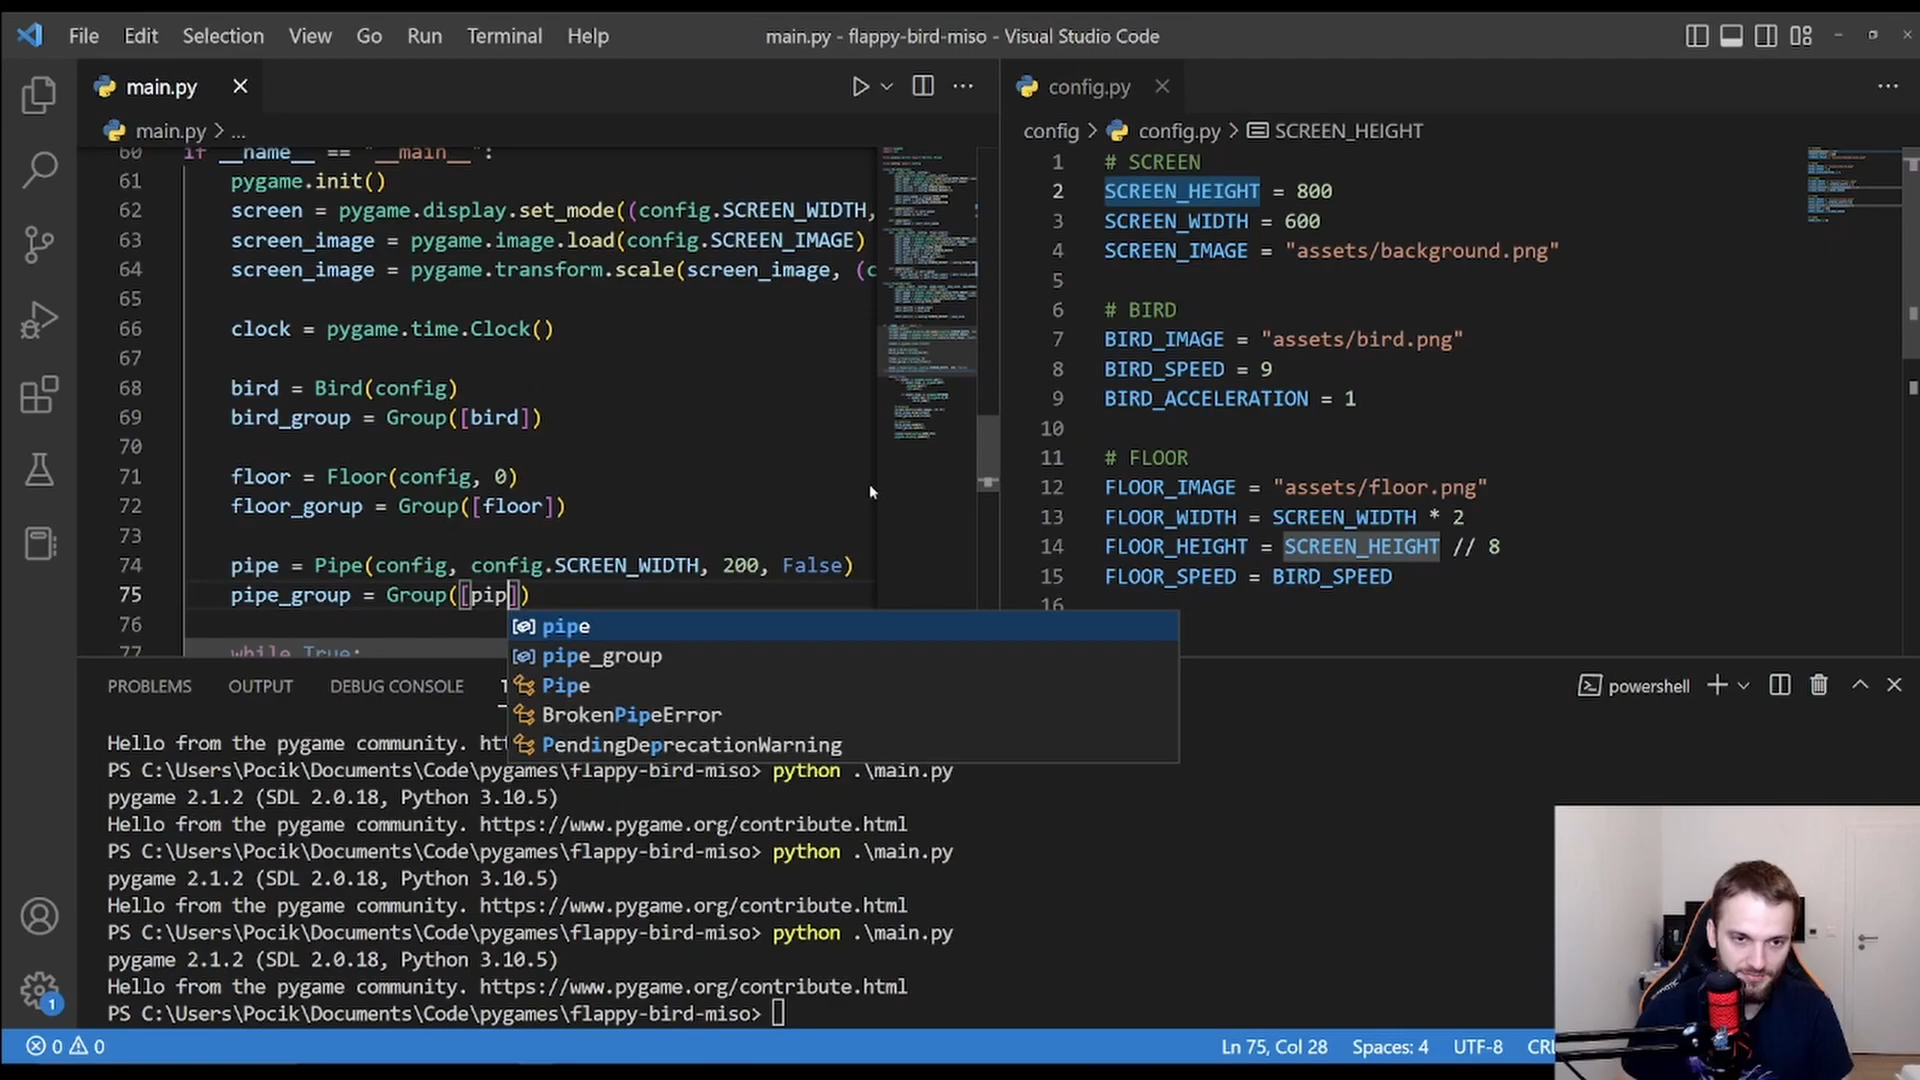 File Edit Selection View Go Run Terminal Help
main.py - flappy-bird-miso - Visual Studio Code
main.py
main.py > ...
60 if __name__ == "__main__":
61 pygame.init()
62 screen = pygame.display.set_mode((config.SCREEN_WIDTH,
63 screen_image = pygame.image.load(config.SCREEN_IMAGE)
64 screen_image = pygame.transform.scale(screen_image, (c
65
66 clock = pygame.time.Clock()
67
68 bird = Bird(config)
69 bird_group = Group([bird])
70
71 floor = Floor(config, 0)
72 floor_gorup = Group([floor])
73
74 pipe = Pipe(config, config.SCREEN_WIDTH, 200, False)
75 pipe_group = Group([pip])
76
77 while True:
pipe
pipe_group
Pipe
BrokenPipeError
PendingDeprecationWarning
config.py
config > config.py > SCREEN_HEIGHT
1 # SCREEN
2 SCREEN_HEIGHT = 800
3 SCREEN_WIDTH = 600
4 SCREEN_IMAGE = "assets/background.png"
5
6 # BIRD
7 BIRD_IMAGE = "assets/bird.png"
8 BIRD_SPEED = 9
9 BIRD_ACCELERATION = 1
10
11 # FLOOR
12 FLOOR_IMAGE = "assets/floor.png"
13 FLOOR_WIDTH = SCREEN_WIDTH * 2
14 FLOOR_HEIGHT = SCREEN_HEIGHT // 8
15 FLOOR_SPEED = BIRD_SPEED
16
PROBLEMS OUTPUT DEBUG CONSOLE
powershell
Hello from the pygame community.
PS C:\Users\Pocik\Documents\Code\pygames\flappy-bird-miso> python .\main.py
pygame 2.1.2 (SDL 2.0.18, Python 3.10.5)
Hello from the pygame community. https://www.pygame.org/contribute.html
PS C:\Users\Pocik\Documents\Code\pygames\flappy-bird-miso> python .\main.py
pygame 2.1.2 (SDL 2.0.18, Python 3.10.5)
Hello from the pygame community. https://www.pygame.org/contribute.html
PS C:\Users\Pocik\Documents\Code\pygames\flappy-bird-miso> python .\main.py
pygame 2.1.2 (SDL 2.0.18, Python 3.10.5)
Hello from the pygame community. https://www.pygame.org/contribute.html
PS C:\Users\Pocik\Documents\Code\pygames\flappy-bird-miso>
1
0 0
Ln 75, Col 28 Spaces: 4 UTF-8 CRL